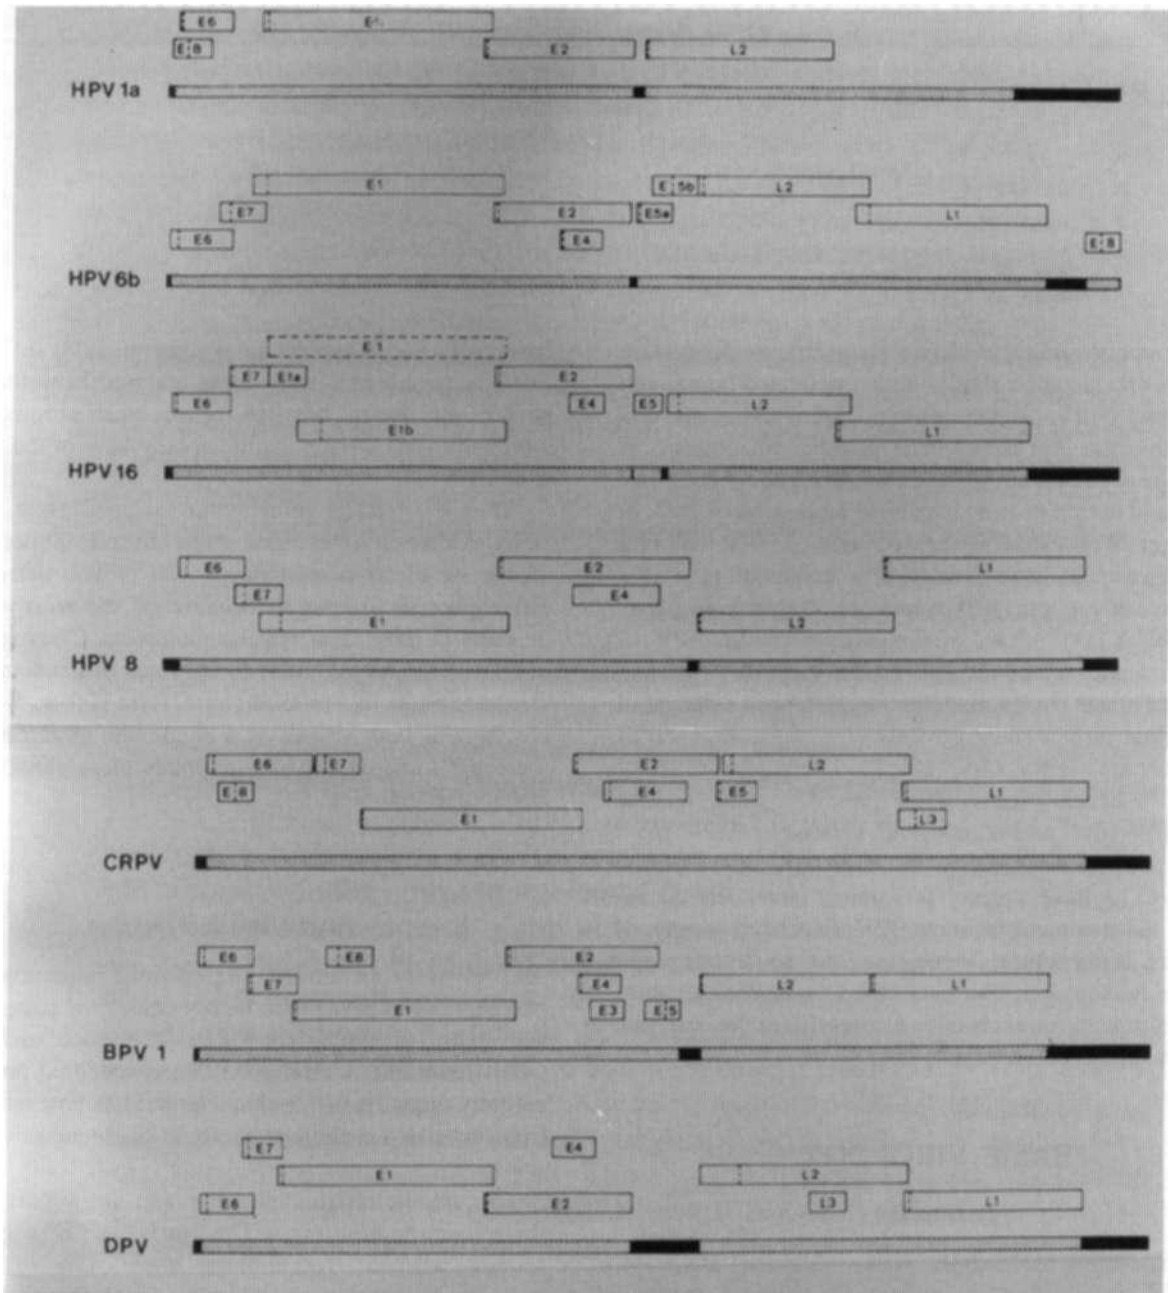 E6 E1
E8 E2 L2
HPV 1a
E1 E5b L2
E7 E2 E5a L1
E6 E4 E8
HPV 6b
E1
E7 E1a E2
E6 E4 E5 L2
E1b L1
HPV 16
E6 E2 L1
E7 E4
E1 L2
HPV 8
E6 E7 E2 L2
E8 E4 E5 L1
E1 L3
CRPV
E6 E8 E2
E7 E4 L2 L1
E1 E3 E5
BPV 1
E7 E4
E1 L2
E6 E2 L3 L1
DPV